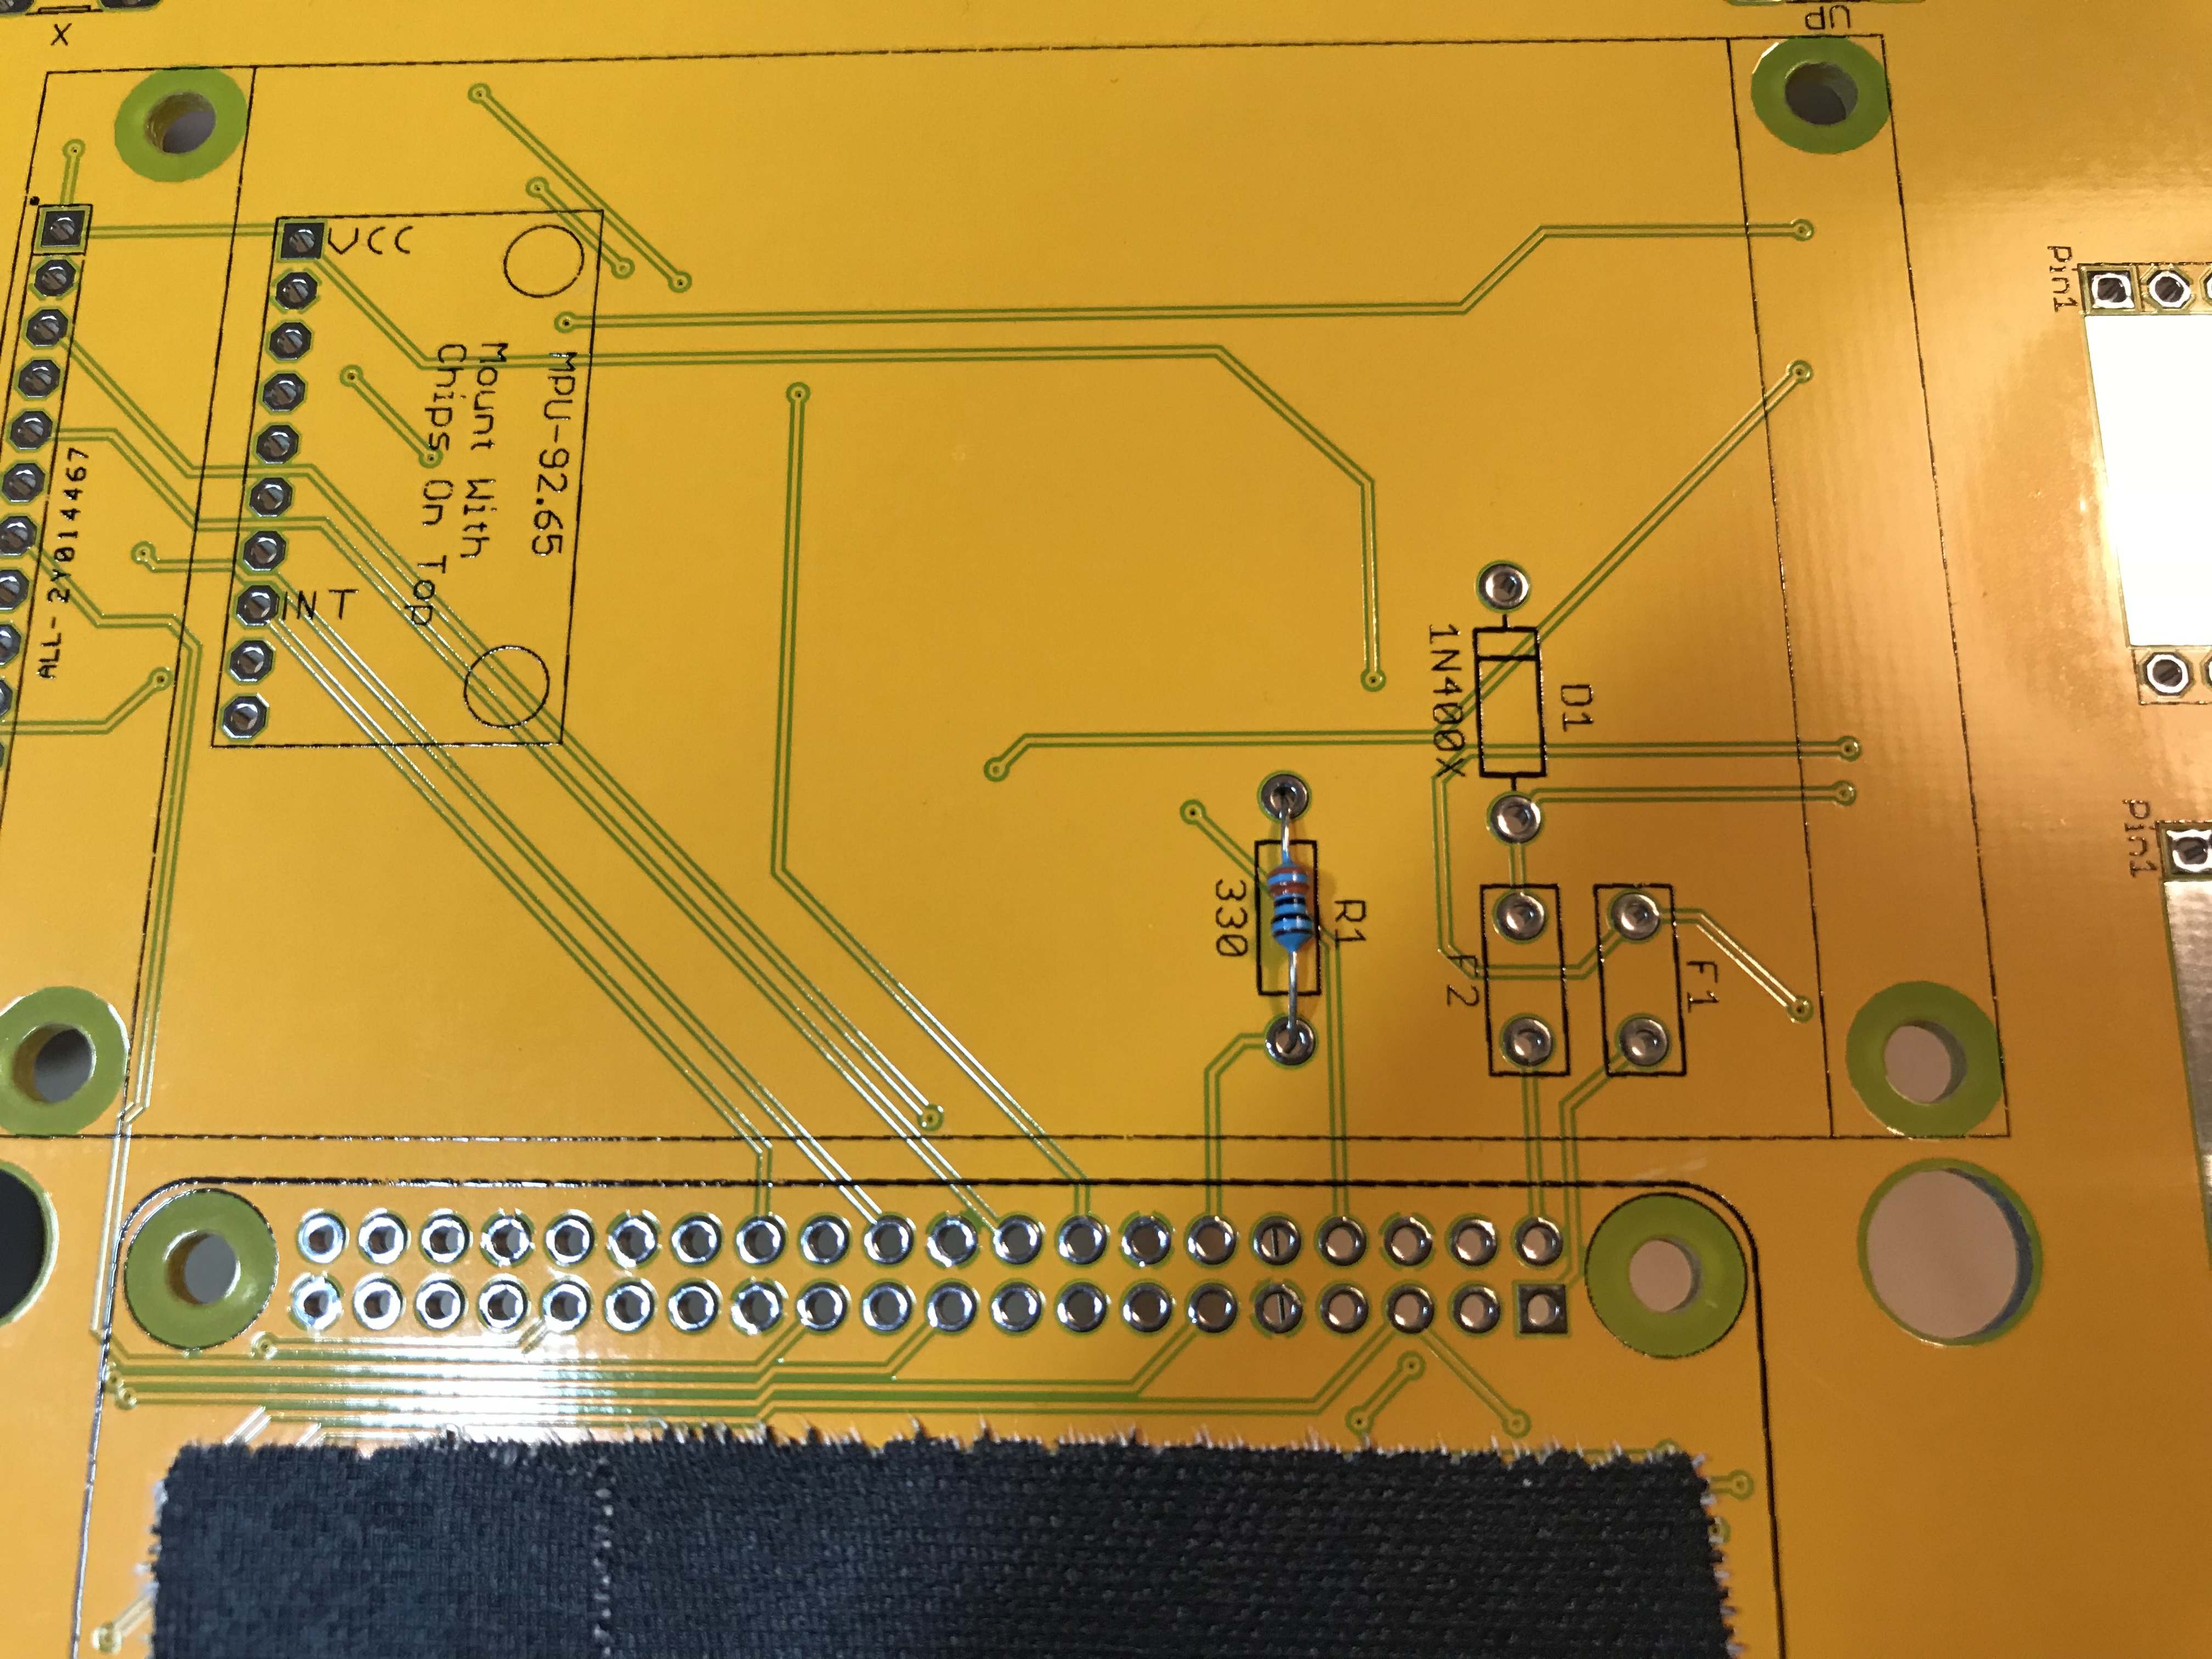 X
UP
VCC
MPU-92.65
Mount With
Chips On Top
INT
ALL-2Y014467
Pin1
Pin1
D1
1N400X
R1
330
F2
F1